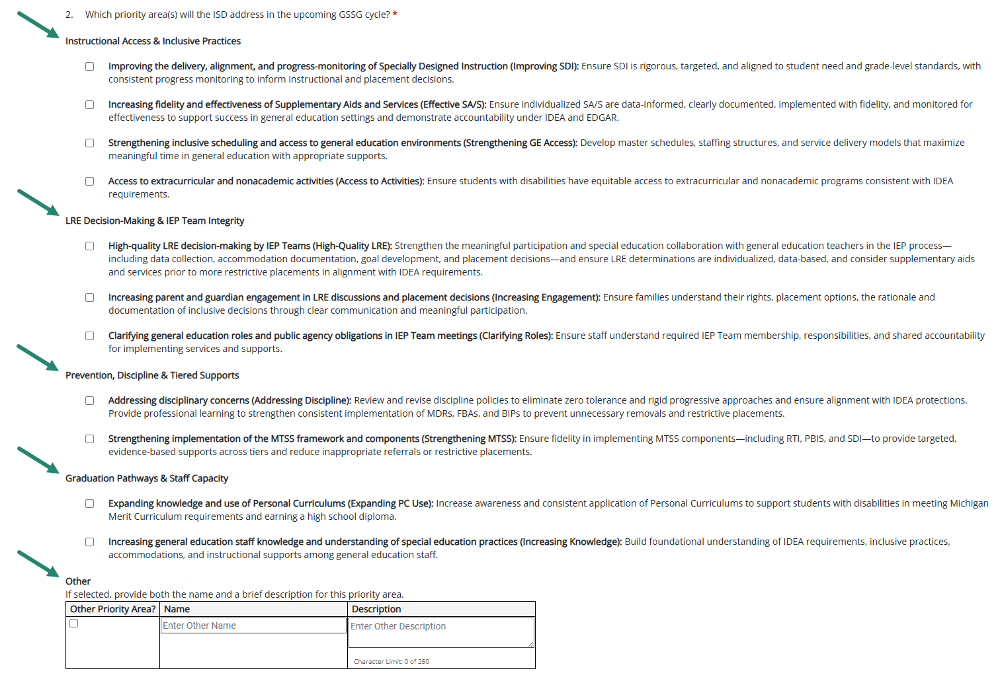 2. Which priority area(s) will the ISD address in the upcoming GSSG cycle? *
Instructional Access & Inclusive Practices
Improving the delivery, alignment, and progress-monitoring of Specially Designed Instruction (Improving SDI): Ensure SDI is rigorous, targeted, and aligned to student need and grade-level standards, with
consistent progress monitoring to inform instructional and placement decisions.
Increasing fidelity and effectiveness of Supplementary Aids and Services (Effective SA/S): Ensure individualized SA/S are data-informed, clearly documented, implemented with fidelity, and monitored for
effectiveness to support success in general education settings and demonstrate accountability under IDEA and EDGAR.
Strengthening inclusive scheduling and access to general education environments (Strengthening GE Access): Develop master schedules, staffing structures, and service delivery models that maximize
meaningful time in general education with appropriate supports.
Access to extracurricular and nonacademic activities (Access to Activities): Ensure students with disabilities have equitable access to extracurricular and nonacademic programs consistent with IDEA
requirements.
LRE Decision-Making & IEP Team Integrity
High-quality LRE decision-making by IEP Teams (High-Quality LRE): Strengthen the meaningful participation and special education collaboration with general education teachers in the IEP process—
including data collection, accommodation documentation, goal development, and placement decisions—and ensure LRE determinations are individualized, data-based, and consider supplementary aids
and services prior to more restrictive placements in alignment with IDEA requirements.
Increasing parent and guardian engagement in LRE discussions and placement decisions (Increasing Engagement): Ensure families understand their rights, placement options, the rationale and
documentation of inclusive decisions through clear communication and meaningful participation.
Clarifying general education roles and public agency obligations in IEP Team meetings (Clarifying Roles): Ensure staff understand required IEP Team membership, responsibilities, and shared accountability
for implementing services and supports.
Prevention, Discipline & Tiered Supports
Addressing disciplinary concerns (Addressing Discipline): Review and revise discipline policies to eliminate zero tolerance and rigid progressive approaches and ensure alignment with IDEA protections.
Provide professional learning to strengthen consistent implementation of MDRs, FBAs, and BIPs to prevent unnecessary removals and restrictive placements.
Strengthening implementation of the MTSS framework and components (Strengthening MTSS): Ensure fidelity in implementing MTSS components—including RTI, PBIS, and SDI—to provide targeted,
evidence-based supports across tiers and reduce inappropriate referrals or restrictive placements.
Graduation Pathways & Staff Capacity
Expanding knowledge and use of Personal Curriculums (Expanding PC Use): Increase awareness and consistent application of Personal Curriculums to support students with disabilities in meeting Michigan
Merit Curriculum requirements and earning a high school diploma.
Increasing general education staff knowledge and understanding of special education practices (Increasing Knowledge): Build foundational understanding of IDEA requirements, inclusive practices,
accommodations, and instructional supports among general education staff.
Other
If selected, provide both the name and a brief description for this priority area.
Other Priority Area? Name Description
Enter Other Name Enter Other Description
Character Limit: 0 of 250